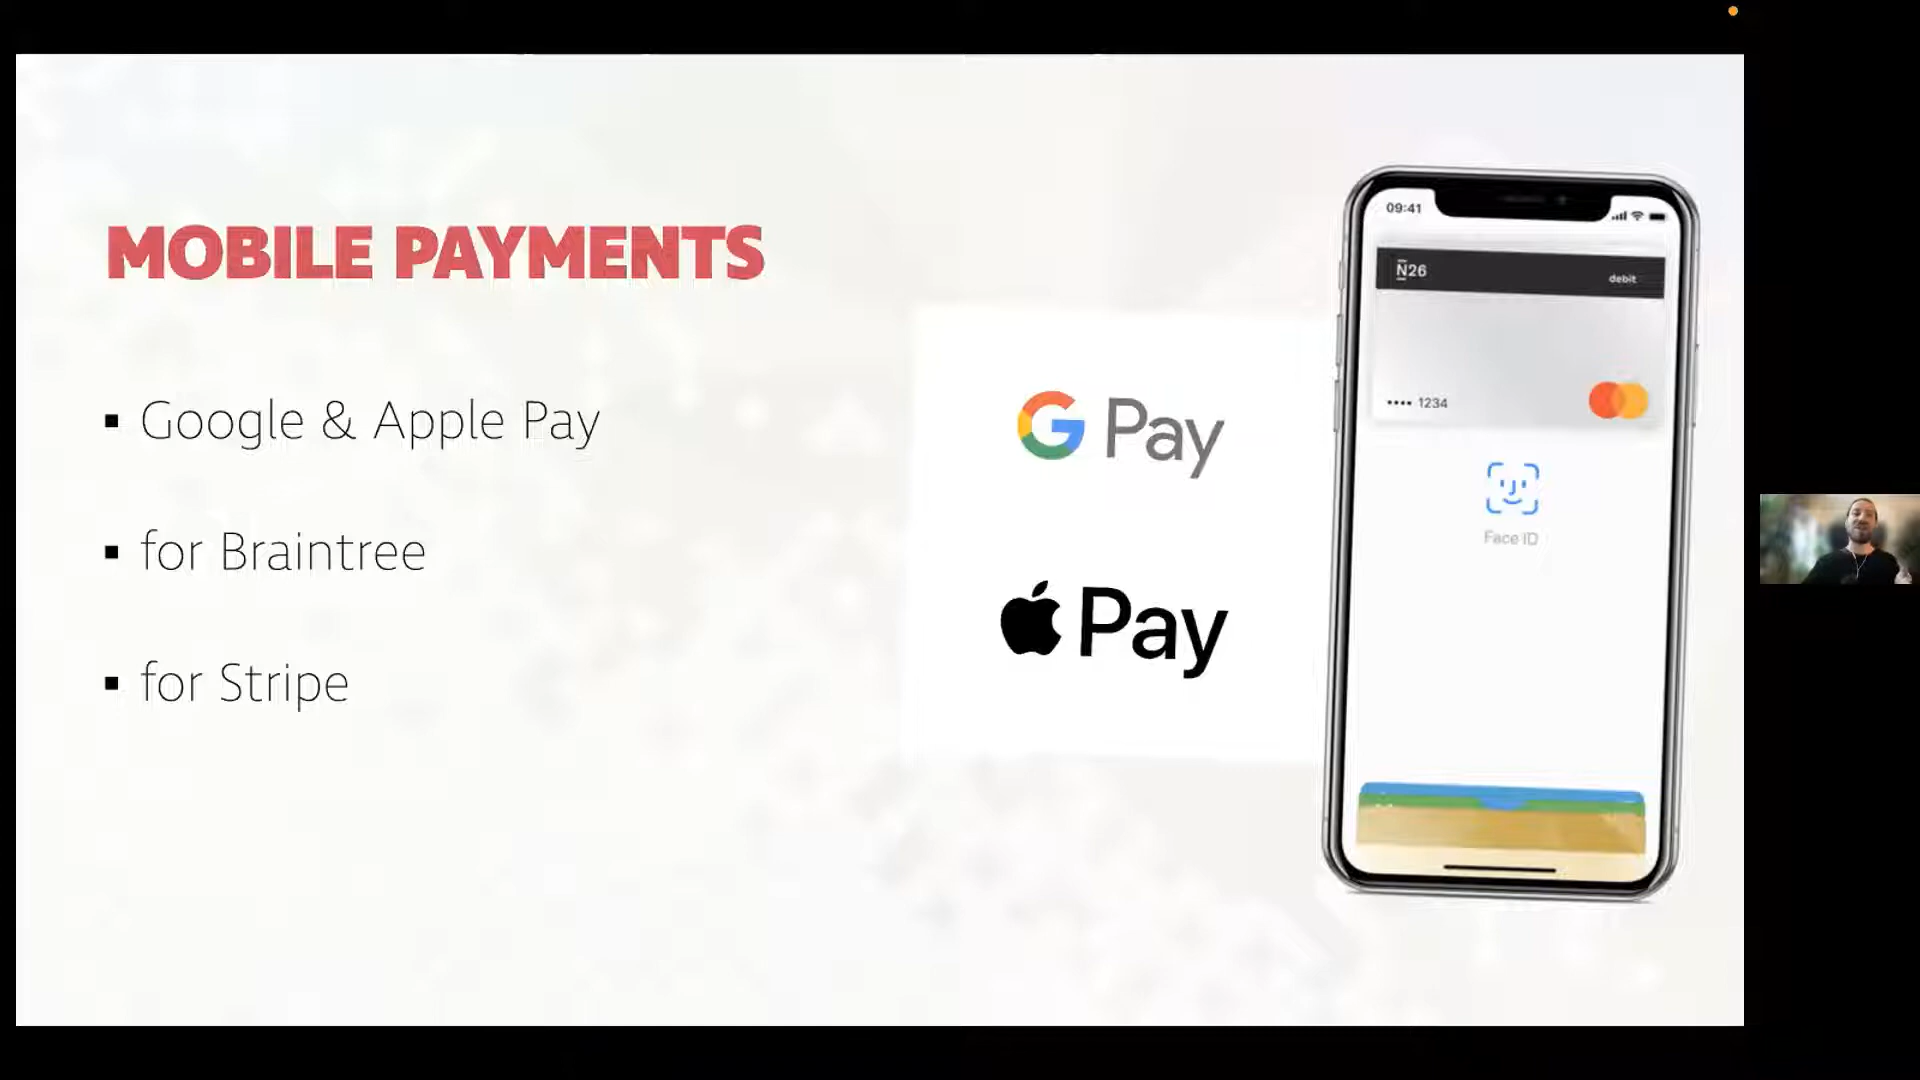 MOBILE PAYMENTS
▪ Google & Apple Pay
▪ for Braintree
▪ for Stripe
G Pay
Pay
09:41
N26
debit
•••• 1234
Face ID